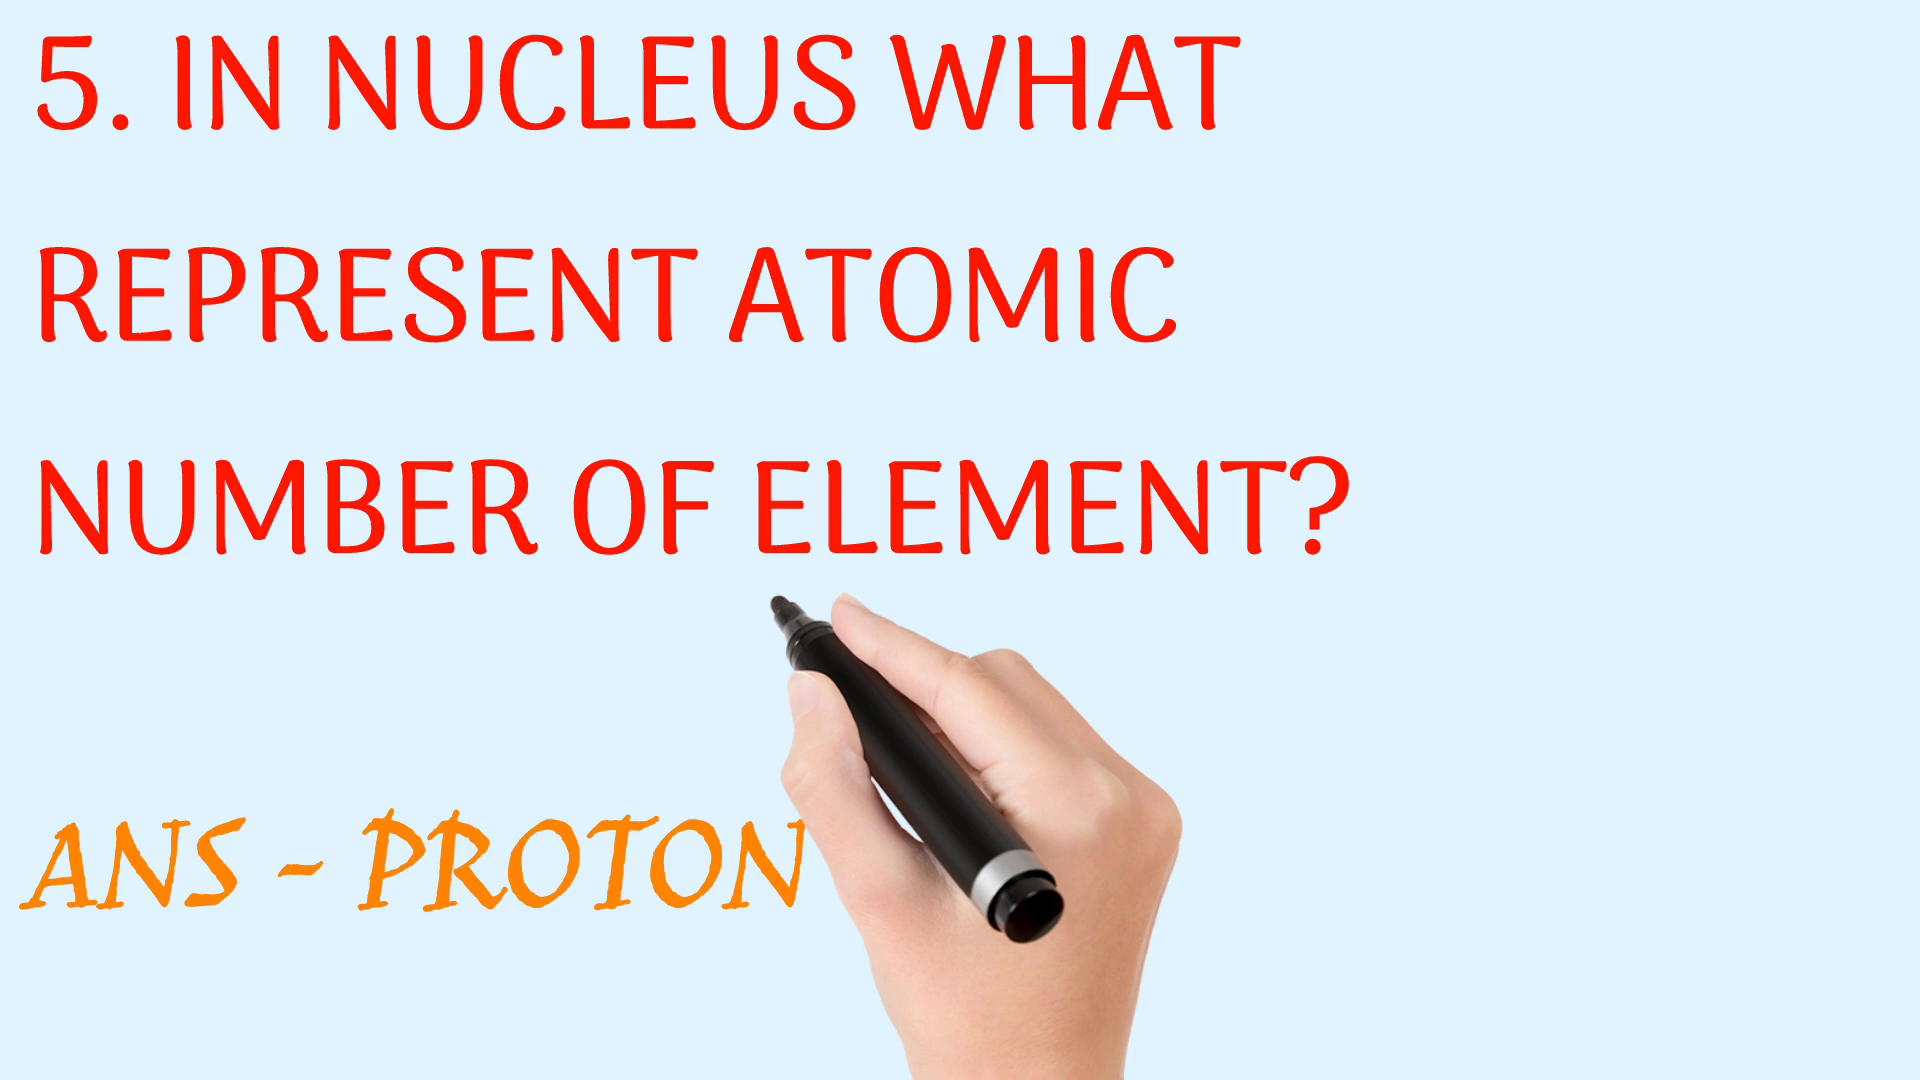 5. IN NUCLEUS WHAT
REPRESENT ATOMIC
NUMBER OF ELEMENT?
ANS - PROTON